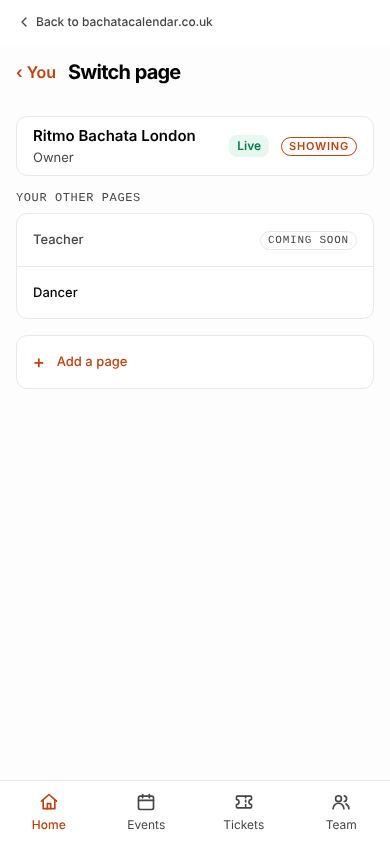 Back to bachatacalendar.co.uk
‹ You Switch page
Ritmo Bachata London
Owner
Live
SHOWING
YOUR OTHER PAGES
Teacher
COMING SOON
Dancer
+ Add a page
Home Events Tickets Team